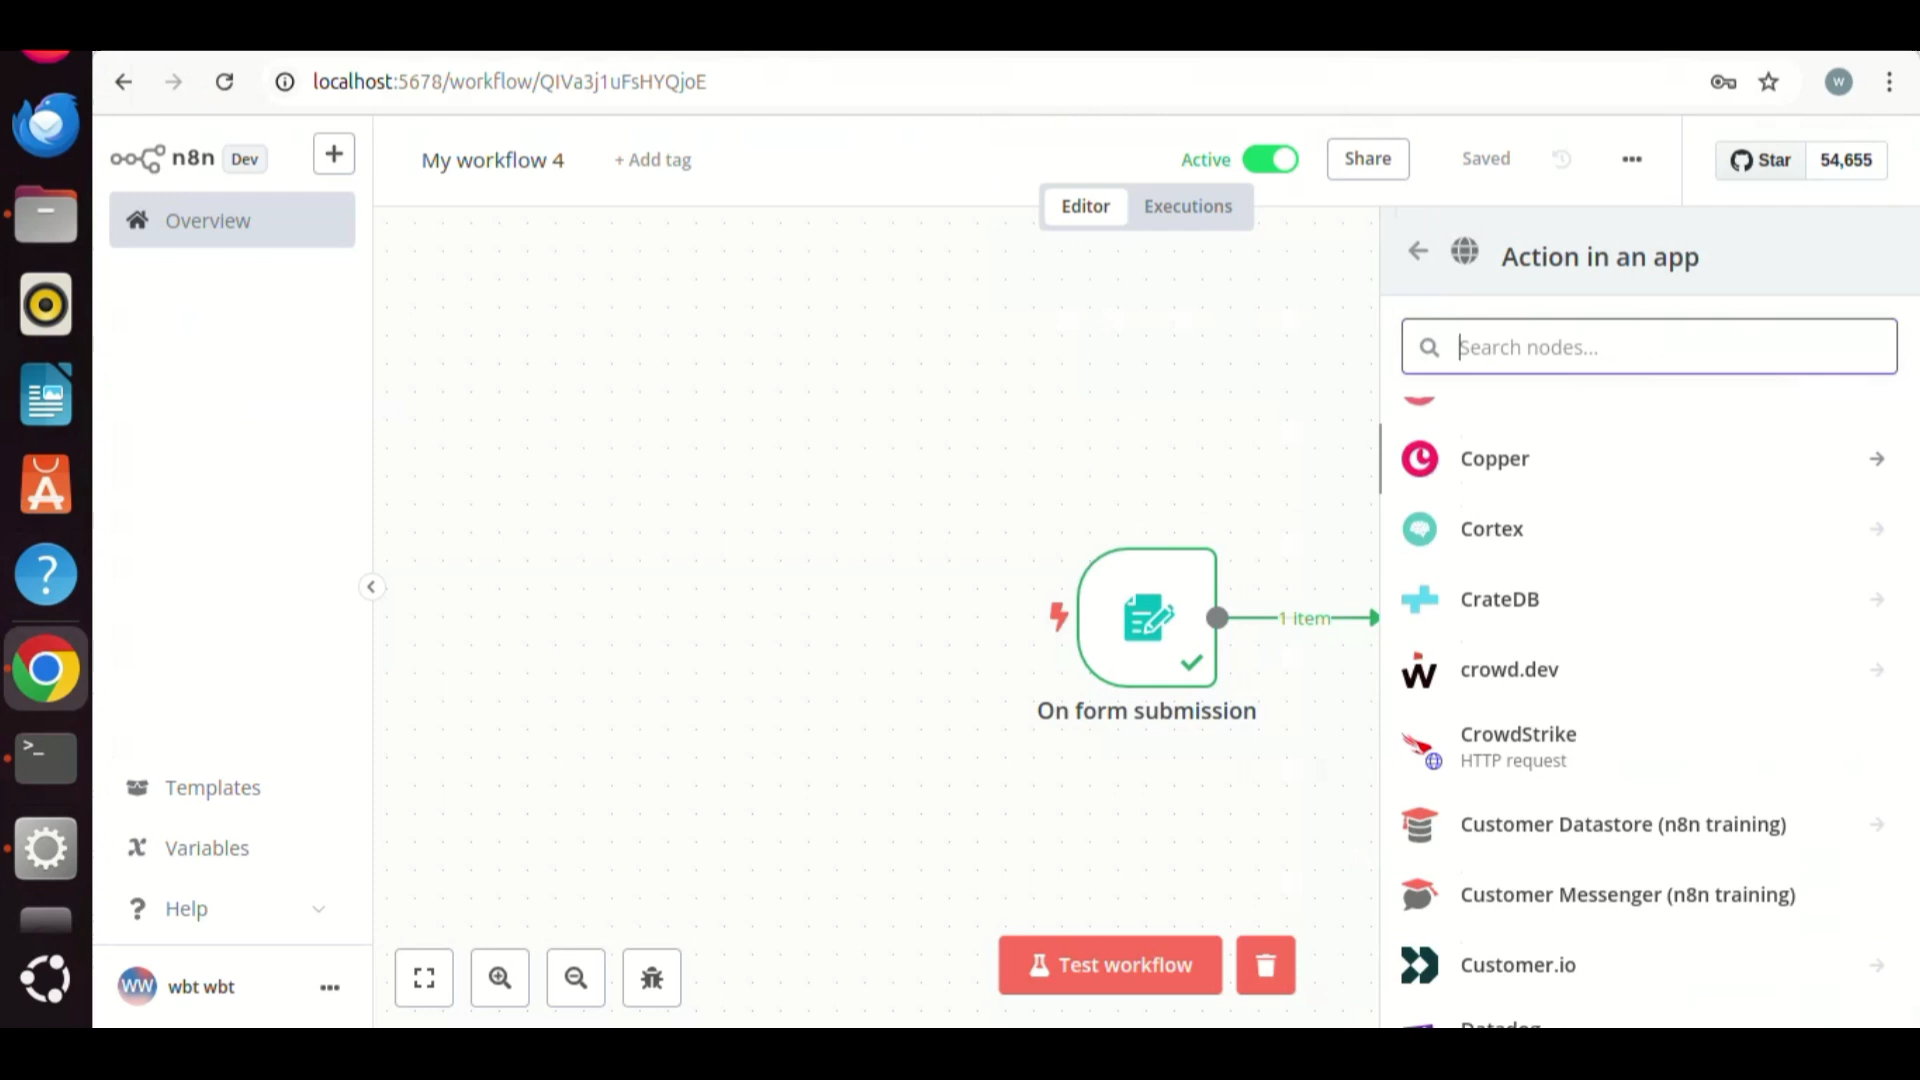 localhost:5678/workflow/QIVa3j1uFsHYQjoE
W
n8n Dev
My workflow 4
+ Add tag
Active
Share
Saved
Star
54,655
Editor
Executions
Overview
Action in an app
Search nodes...
Copper
Cortex
CrateDB
crowd.dev
CrowdStrike
HTTP request
Customer Datastore (n8n training)
Customer Messenger (n8n training)
Customer.io
1 item
On form submission
Templates
Variables
Help
WW
wbt wbt
Test workflow